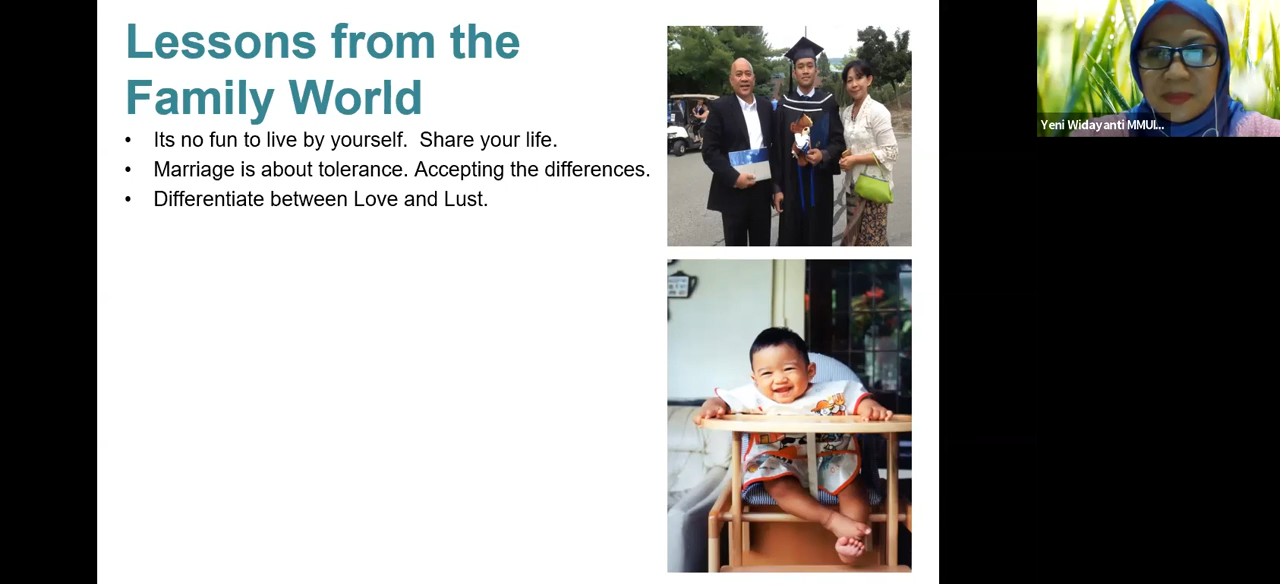 Lessons from the
Family World
• Its no fun to live by yourself.  Share your life.
• Marriage is about tolerance. Accepting the differences.
• Differentiate between Love and Lust.
Yeni Widayanti MMUI...